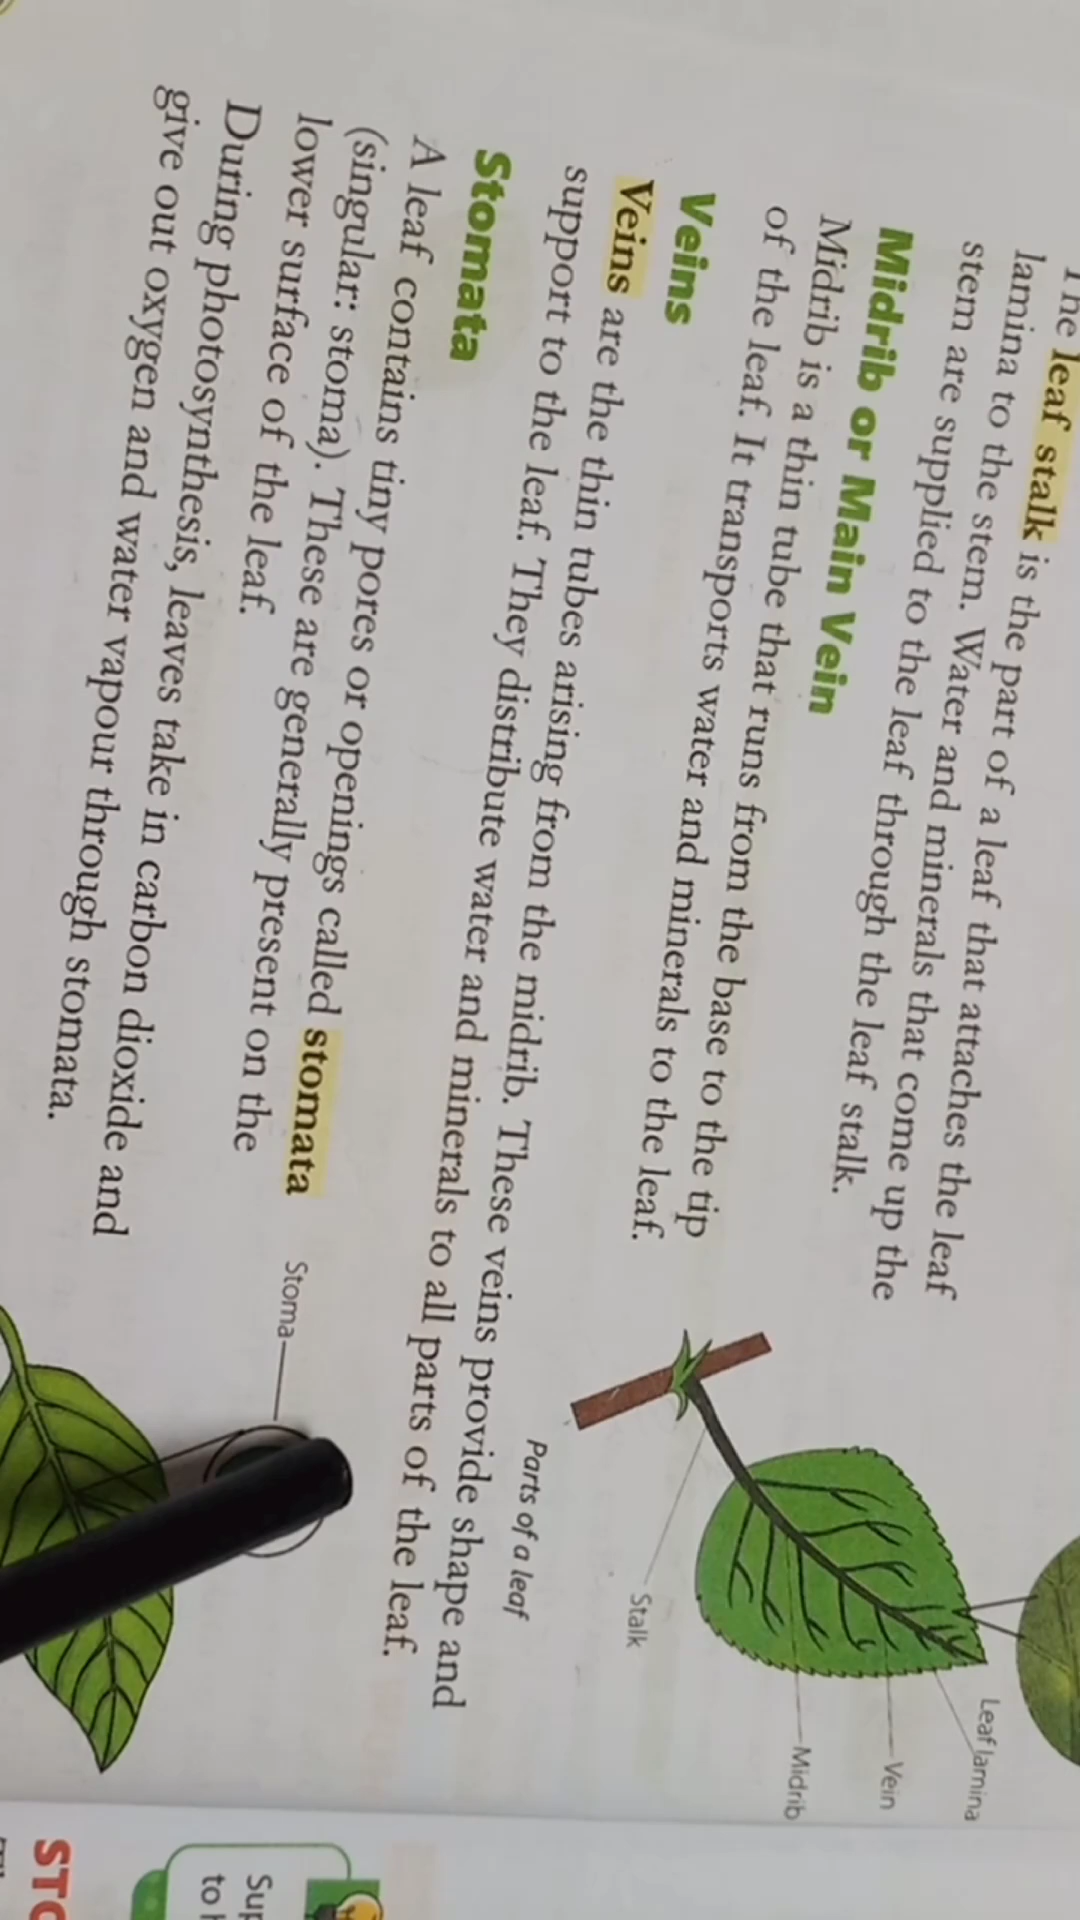 The leaf stalk is the part of a leaf that attaches the leaf
lamina to the stem. Water and minerals that come up the
stem are supplied to the leaf through the leaf stalk.
Midrib or Main Vein
Midrib is a thin tube that runs from the base to the tip
of the leaf. It transports water and minerals to the leaf.
Veins
Veins are the thin tubes arising from the midrib. These veins provide shape and
support to the leaf. They distribute water and minerals to all parts of the leaf.
Stomata
A leaf contains tiny pores or openings called stomata
(singular: stoma). These are generally present on the
lower surface of the leaf.
During photosynthesis, leaves take in carbon dioxide and
give out oxygen and water vapour through stomata.
Leaf lamina
Vein
Midrib
Stalk
Parts of a leaf
Stoma